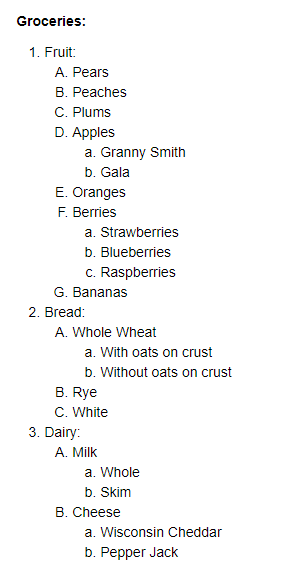 Groceries:
1. Fruit:
A. Pears
B. Peaches
C. Plums
D. Apples
a. Granny Smith
b. Gala
E. Oranges
F. Berries
a. Strawberries
b. Blueberries
c. Raspberries
G. Bananas
2. Bread:
A. Whole Wheat
a. With oats on crust
b. Without oats on crust
B. Rye
C. White
3. Dairy:
A. Milk
a. Whole
b. Skim
B. Cheese
a. Wisconsin Cheddar
b. Pepper Jack